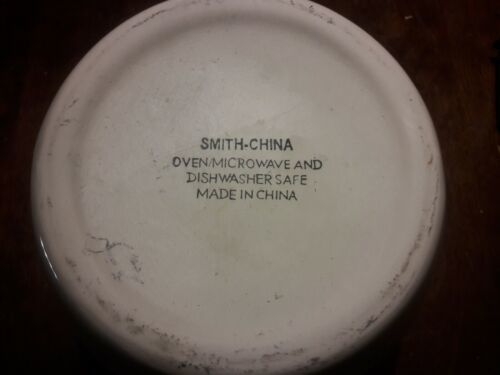 SMITH-CHINA
OVEN/MICROWAVE AND
DISHWASHER SAFE
MADE IN CHINA